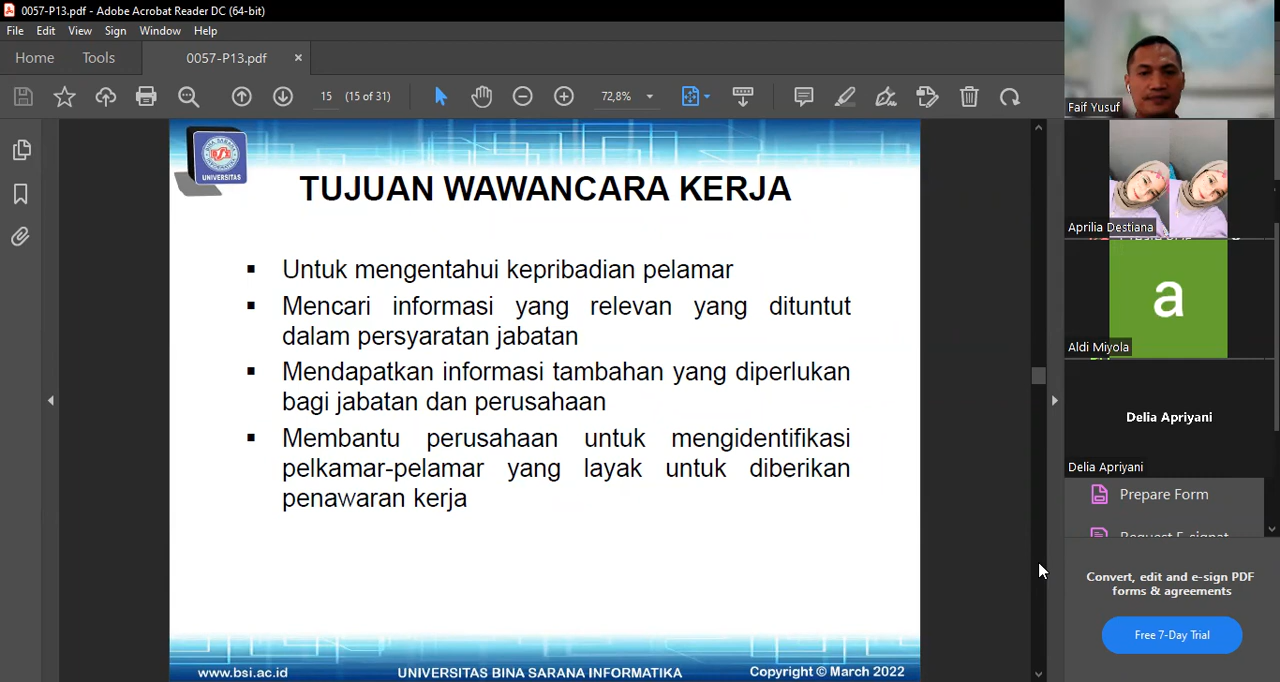 0057-P13.pdf - Adobe Acrobat Reader DC (64-bit)
File Edit View Sign Window Help
Home Tools 0057-P13.pdf ×
15 (15 of 31) 72,8%
UNIVERSITAS
TUJUAN WAWANCARA KERJA
▪ Untuk mengentahui kepribadian pelamar
▪ Mencari informasi yang relevan yang dituntut
dalam persyaratan jabatan
▪ Mendapatkan informasi tambahan yang diperlukan
bagi jabatan dan perusahaan
▪ Membantu perusahaan untuk mengidentifikasi
pelkamar-pelamar yang layak untuk diberikan
penawaran kerja
www.bsi.ac.id UNIVERSITAS BINA SARANA INFORMATIKA Copyright © March 2022
Faif Yusuf
Aprilia Destiana
a
Aldi Miyola
Delia Apriyani
Delia Apriyani
Prepare Form
Convert, edit and e-sign PDF
forms & agreements
Free 7-Day Trial